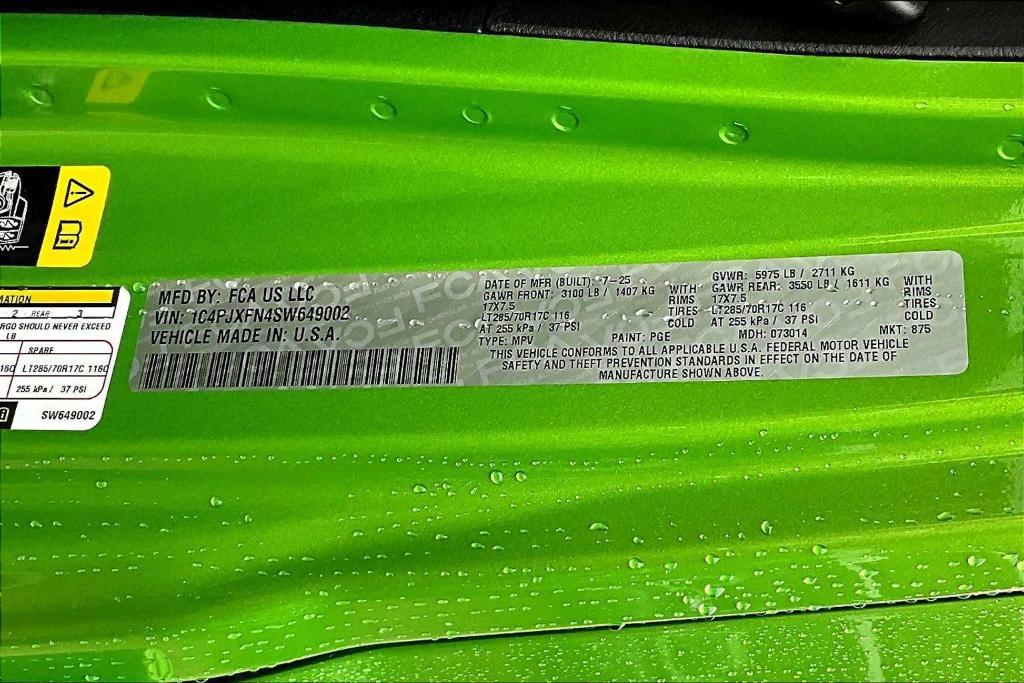 MFD BY: FCA US LLC
VIN: 1C4PJXFN4SW649002
VEHICLE MADE IN: U.S.A.
DATE OF MFR (BUILT): 7-25
GAWR FRONT: 3100 LB / 1407 KG WITH
17X7.5 RIMS
LT285/70R17C 116 TIRES
AT 255 kPA / 37 PSI COLD
TYPE: MPV
GVWR: 5975 LB / 2711 KG
GAWR REAR: 3550 LB / 1611 KG WITH
17X7.5 RIMS
LT285/70R17C 116 TIRES
AT 255 kPA / 37 PSI COLD
PAINT: PGE MDH: 073014 MKT: 875
THIS VEHICLE CONFORMS TO ALL APPLICABLE U.S.A. FEDERAL MOTOR VEHICLE
SAFETY AND THEFT PREVENTION STANDARDS IN EFFECT ON THE DATE OF
MANUFACTURE SHOWN ABOVE.
MATION
2 REAR 3
RGO SHOULD NEVER EXCEED
LB
SPARE
116C LT285/70R17C 116C
255 kPa / 37 PSI
SW649002